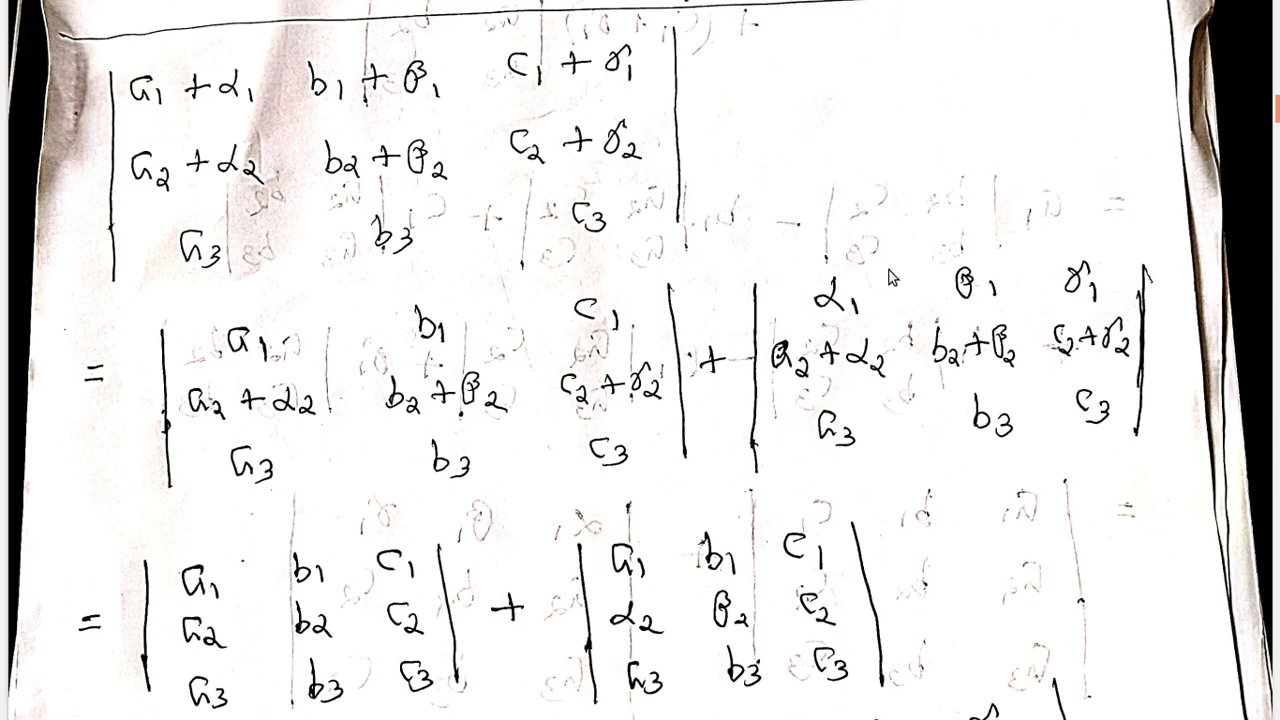 | a₁ + α₁  b₁ + β₁  c₁ + γ₁ |
| a₂ + α₂  b₂ + β₂  c₂ + γ₂ |
| a₃  b₃  c₃ |
= | a₁  b₁  c₁ | + | α₁  β₁  γ₁ |
| a₂ + α₂  b₂ + β₂  c₂ + γ₂ | | a₂ + α₂  b₂ + β₂  c₂ + γ₂ |
| a₃  b₃  c₃ | | a₃  b₃  c₃ |
= | a₁  b₁  c₁ | + | a₁  b₁  c₁ |
| a₂  b₂  c₂ | | α₂  β₂  c₂ |
| a₃  b₃  c₃ | | a₃  b₃  c₃ |